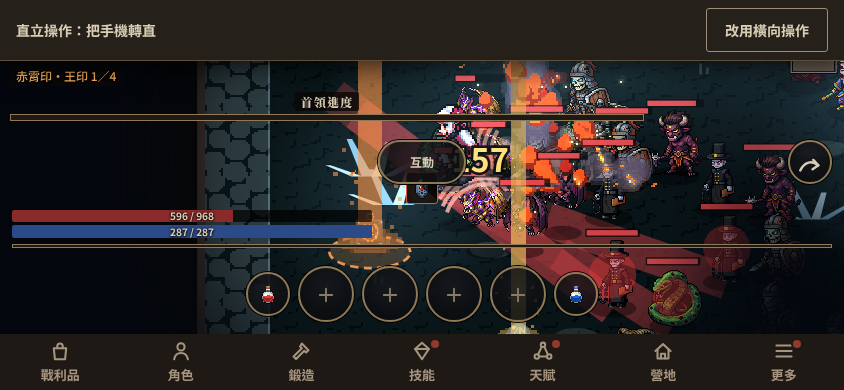 直立操作：把手機轉直
改用橫向操作
赤霄印・王印 1／4
首領進度
互動
157
596 / 968
287 / 287
戰利品
角色
鍛造
技能
天賦
營地
更多